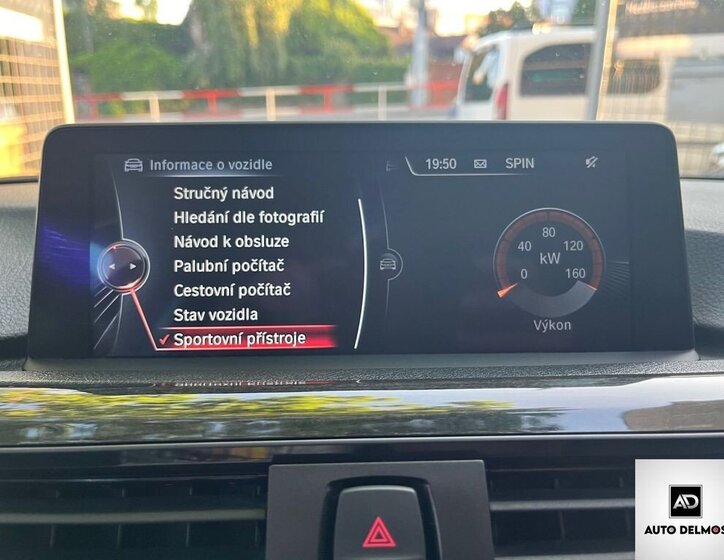 Informace o vozidle
19:50
SPIN
Stručný návod
Hledání dle fotografií
Návod k obsluze
Palubní počítač
Cestovní počítač
Stav vozidla
✓ Sportovní přístroje
0
40
80
120
160
kW
Výkon
AD
AUTO DELMOS